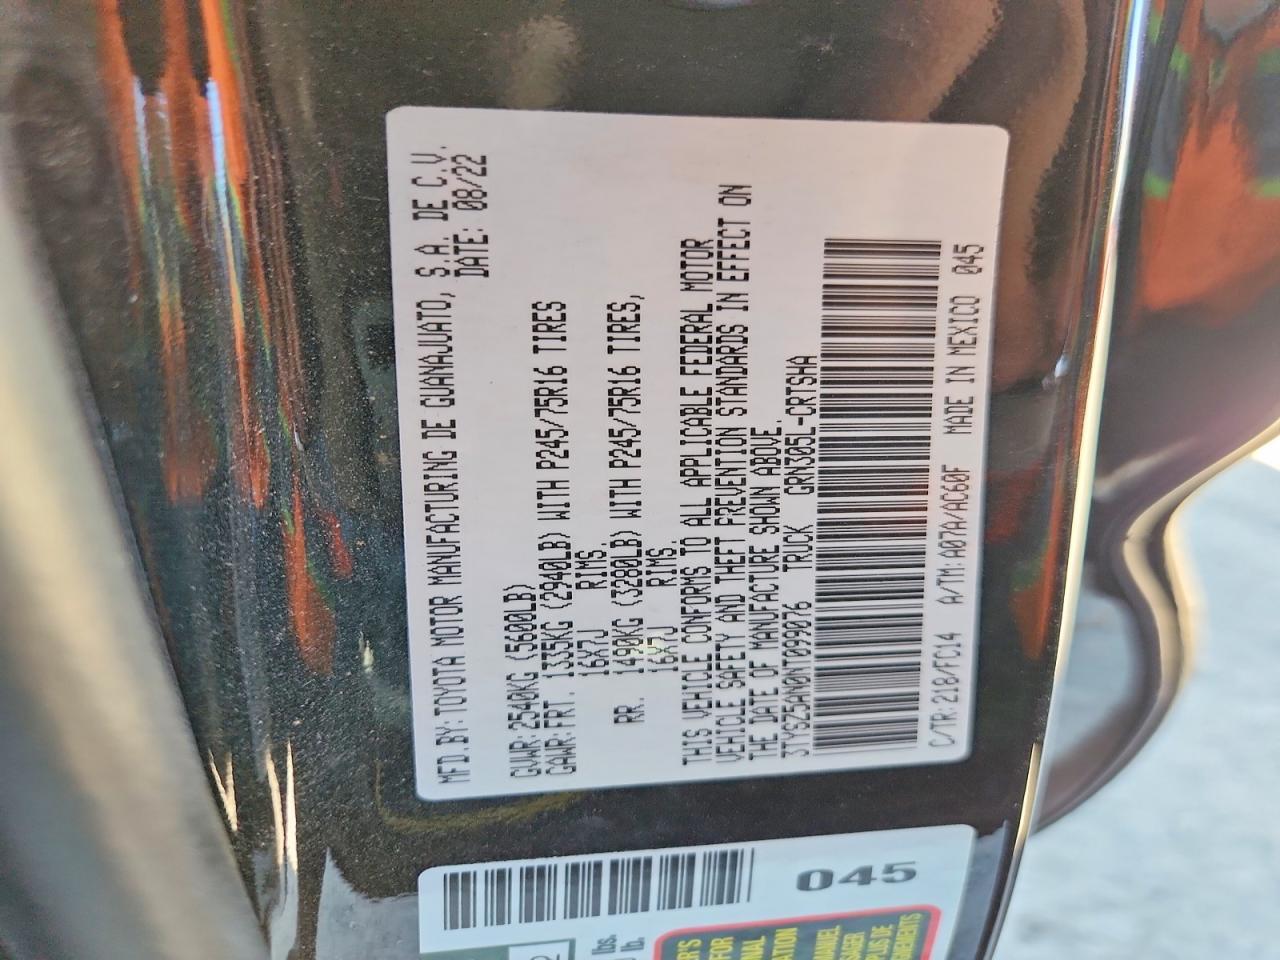 MFD.BY:TOYOTA MOTOR MANUFACTURING DE GUANAJUATO, S.A. DE C.V.
DATE: 08/22
GVWR:2540KG (5600LB)
GAWR:FRT. 1335KG (2940LB) WITH P245/75R16 TIRES
16X7J RIMS,
RR. 1490KG (3280LB) WITH P245/75R16 TIRES,
16X7J RIMS.
THIS VEHICLE CONFORMS TO ALL APPLICABLE FEDERAL MOTOR
VEHICLE SAFETY AND THEFT PREVENTION STANDARDS IN EFFECT ON
THE DATE OF MANUFACTURE SHOWN ABOVE.
3TYSZ5AN0NT099076 TRUCK GRN305L-CRTSHA
C/TR:218/FC14 A/TM:A07A/AC60F MADE IN MEXICO 045
045
lbs.
lb.